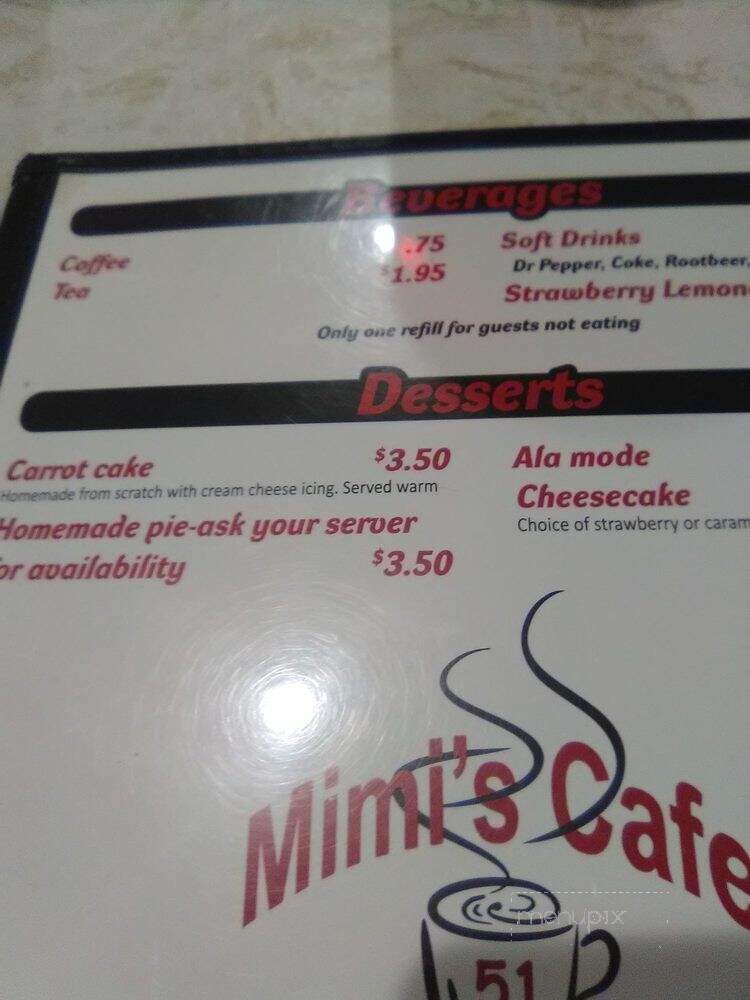 Beverages
Coffee .75
Tea $1.95
Soft Drinks
Dr Pepper, Coke, Rootbeer,
Strawberry
Only one refill for guests not eating
Desserts
Carrot cake $3.50
Homemade from scratch with cream cheese icing. Served warm
Homemade pie-ask your server
or availability $3.50
Ala mode
Cheesecake
Choice of strawberry or
Mimi's Cafe
menupix
51